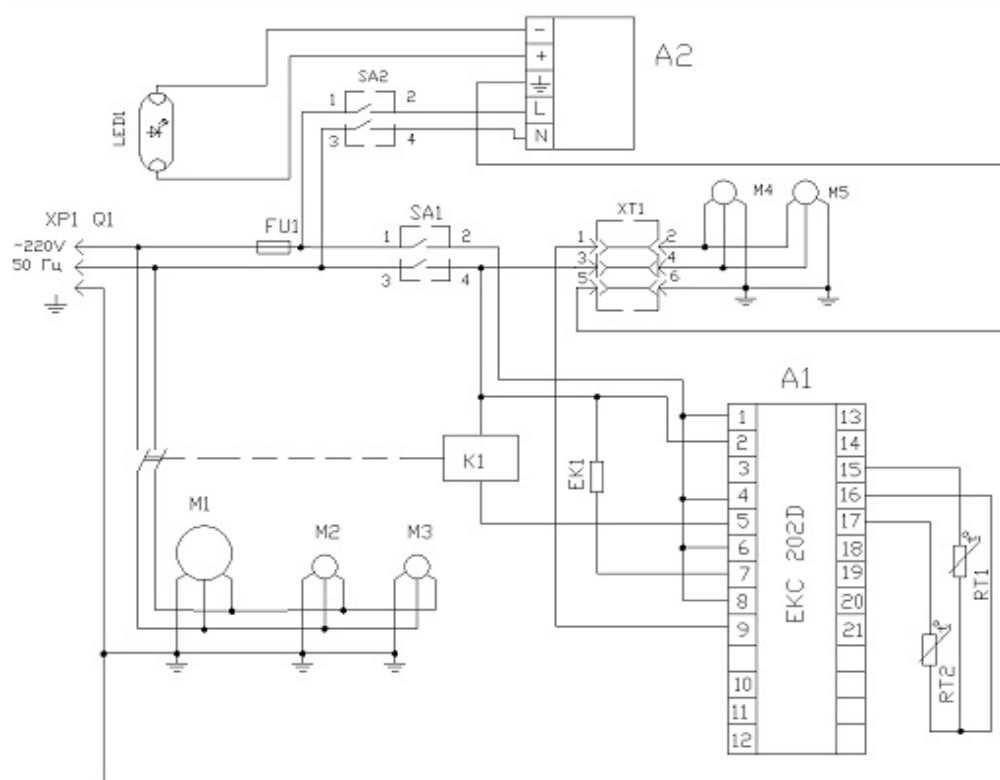 −
+
A2
SA2
1 2
L
3 4
N
LED1
XP1 Q1
FU1
SA1
XT1
M4
M5
~220V
50 Гц
1 2
3 4
1 2
3 4
5 6
A1
K1
EK1
EKC 202D
1
2
3
4
5
6
7
8
9
10
11
12
13
14
15
16
17
18
19
20
21
M1
M2
M3
t°
RT1
t°
RT2